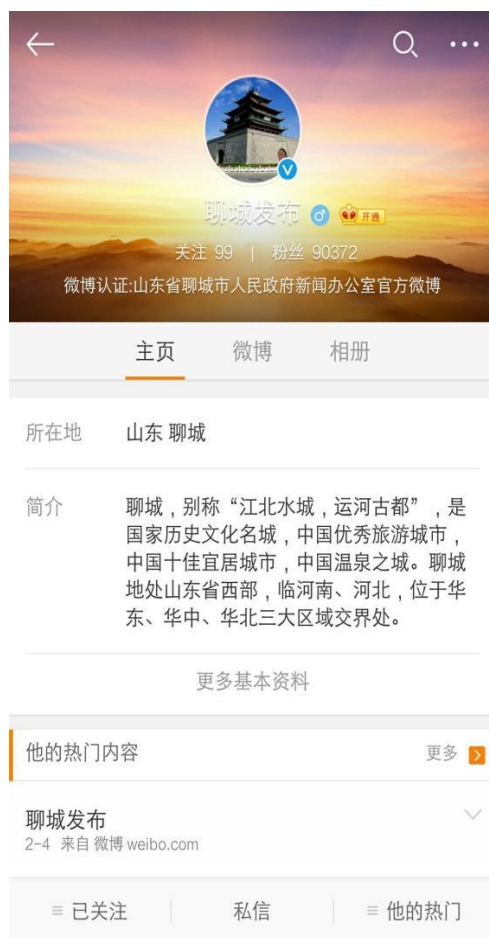 聊城发布 开通
关注 99 | 粉丝 90372
微博认证:山东省聊城市人民政府新闻办公室官方微博
主页 微博 相册
所在地 山东 聊城
简介 聊城，别称“江北水城，运河古都”，是
国家历史文化名城，中国优秀旅游城市，
中国十佳宜居城市，中国温泉之城。聊城
地处山东省西部，临河南、河北，位于华
东、华中、华北三大区域交界处。
更多基本资料
他的热门内容 更多
聊城发布
2-4 来自 微博 weibo.com
已关注 私信 他的热门